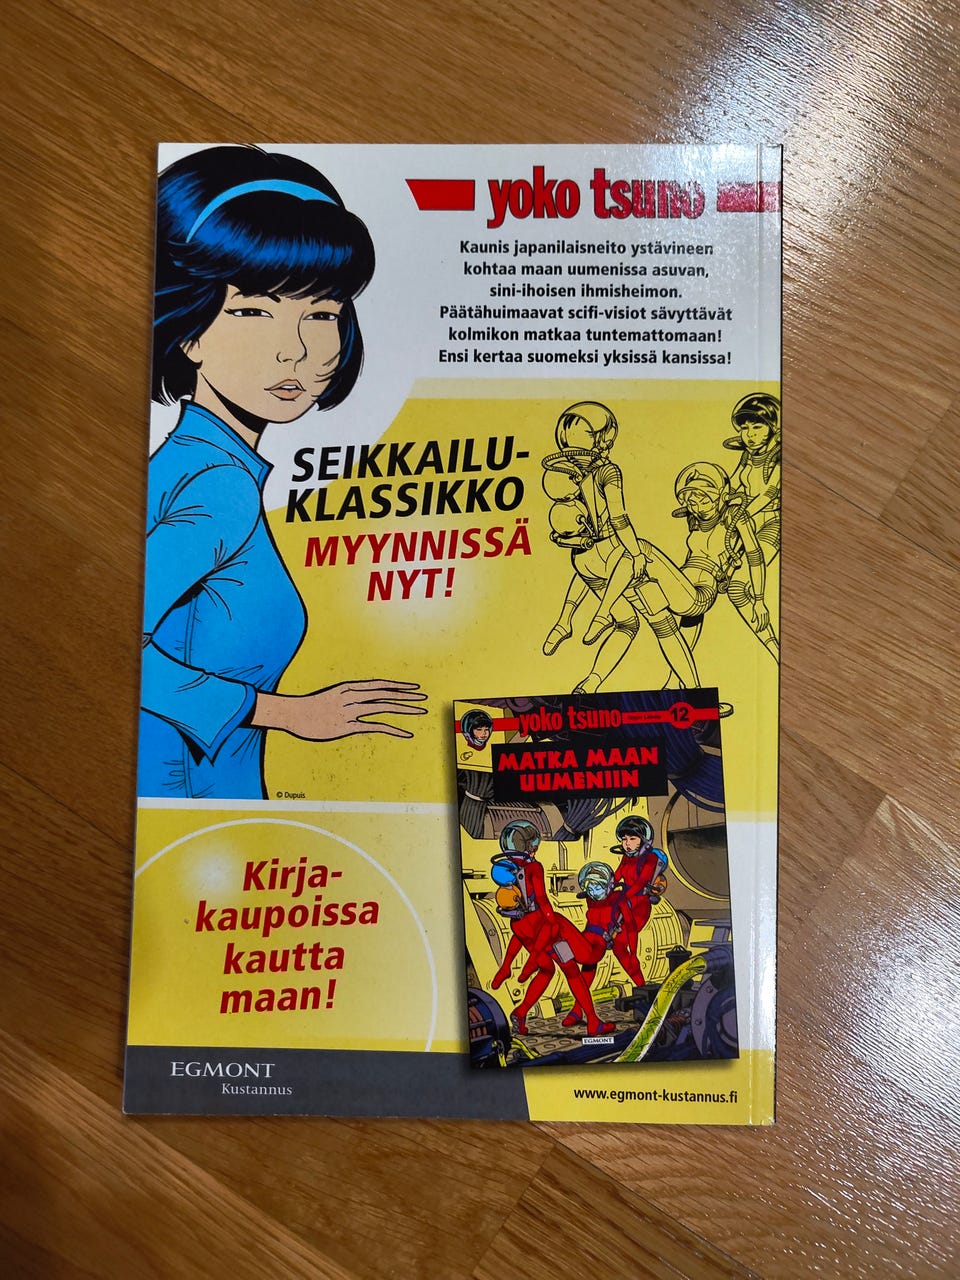 yoko tsuno
Kaunis japanilaisneito ystävineen
kohtaa maan uumenissa asuvan,
sini-ihoisen ihmisheimon.
Päätähuimaavat scifi-visiot sävyttävät
kolmikon matkaa tuntemattomaan!
Ensi kertaa suomeksi yksissä kansissa!
SEIKKAILU-
KLASSIKKO
MYYNNISSÄ
NYT!
© Dupuis
yoko tsuno 12
MATKA MAAN
UUMENIIN
EGMONT
Kirja-
kaupoissa
kautta
maan!
EGMONT
Kustannus
www.egmont-kustannus.fi